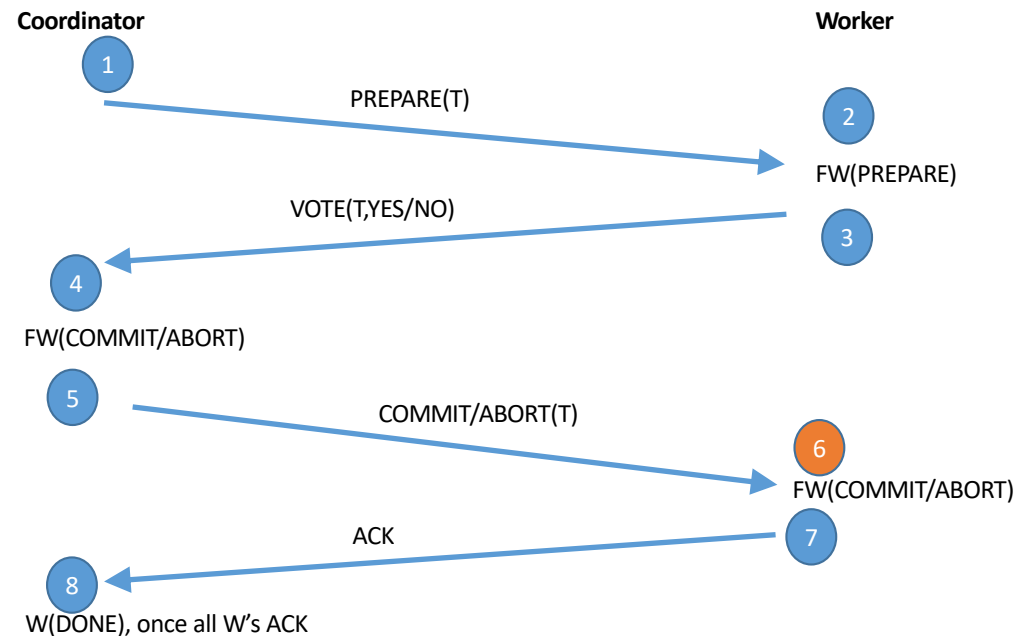 Coordinator
Worker
1
PREPARE(T)
2
FW(PREPARE)
VOTE(T,YES/NO)
3
4
FW(COMMIT/ABORT)
5
COMMIT/ABORT(T)
6
FW(COMMIT/ABORT)
7
ACK
8
W(DONE), once all W's ACK